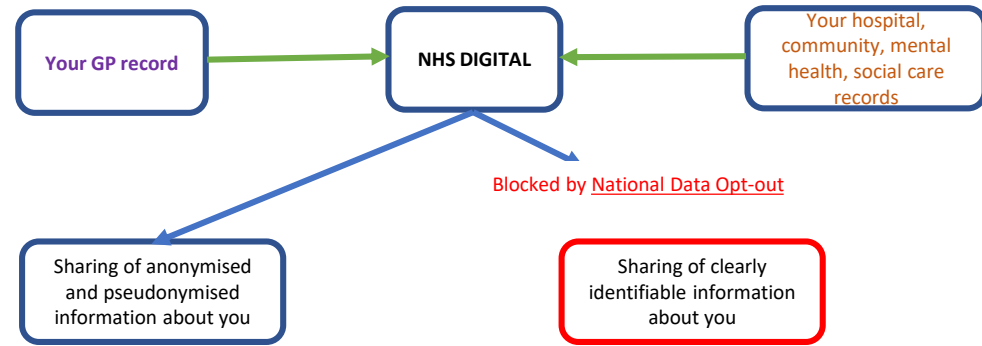 Your GP record
NHS DIGITAL
Your hospital,
community, mental
health, social care
records
Blocked by National Data Opt-out
Sharing of anonymised
and pseudonymised
information about you
Sharing of clearly
identifiable information
about you